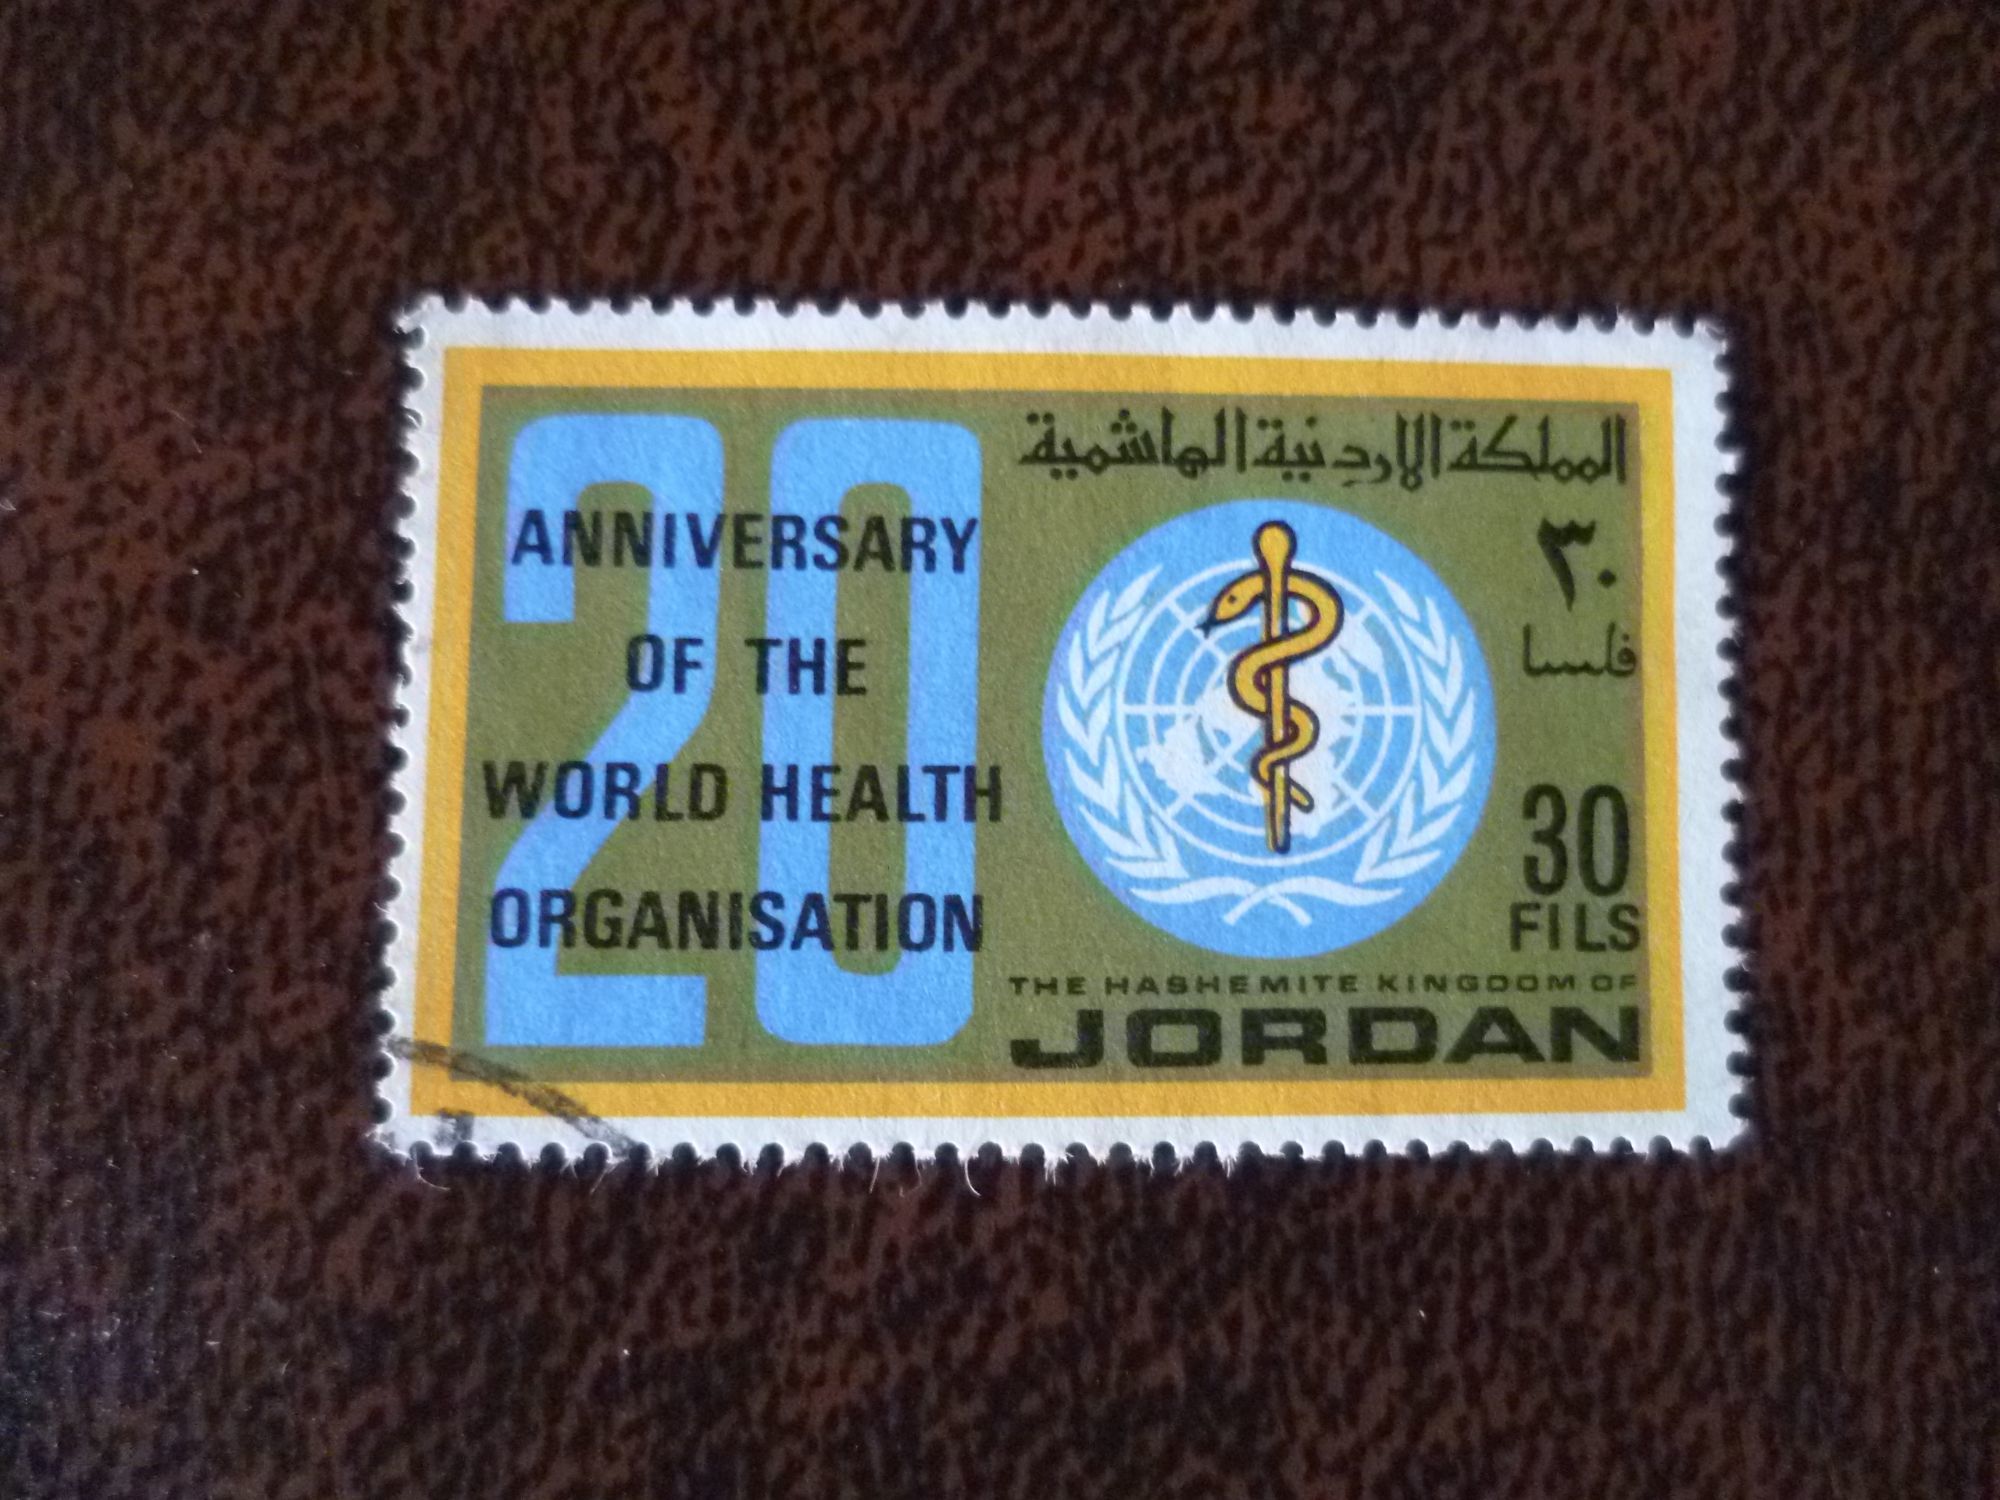 20
ANNIVERSARY
OF THE
WORLD HEALTH
ORGANISATION
المملكة الاردنية الهاشمية
٣٠
فلسا
30
FILS
THE HASHEMITE KINGDOM OF
JORDAN